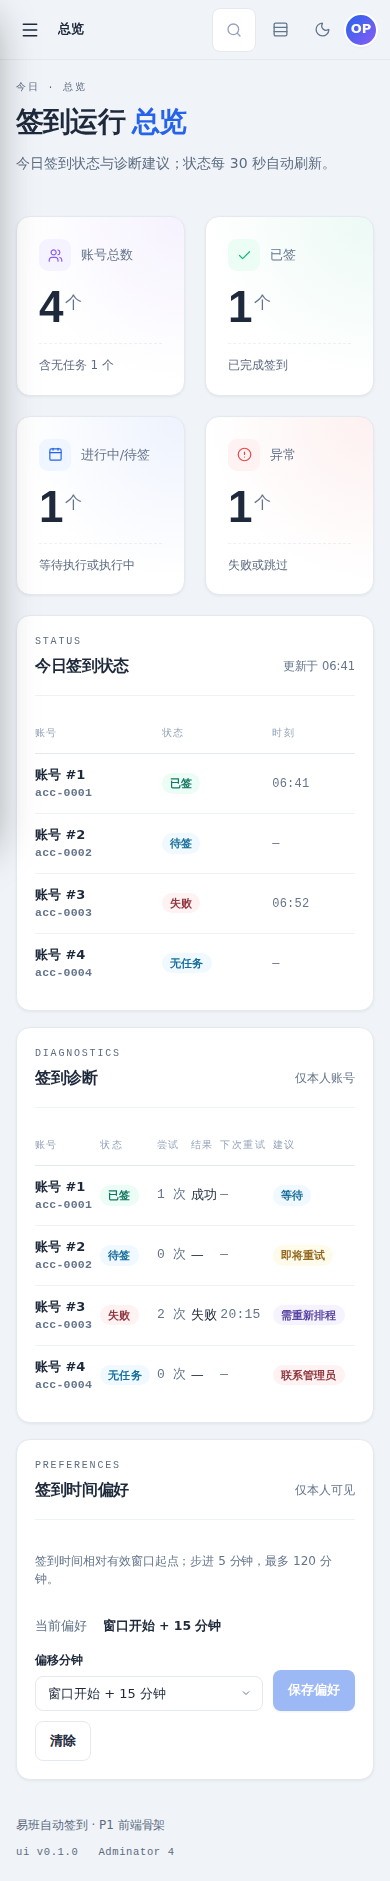 总览
OP
今日 · 总览
签到运行 总览
今日签到状态与诊断建议；状态每 30 秒自动刷新。
账号总数
4个
含无任务 1 个
已签
1个
已完成签到
进行中/待签
1个
等待执行或执行中
异常
1个
失败或跳过
STATUS
今日签到状态 更新于 06:41
账号 状态 时刻
账号 #1 已签 06:41
acc-0001
账号 #2 待签 —
acc-0002
账号 #3 失败 06:52
acc-0003
账号 #4 无任务 —
acc-0004
DIAGNOSTICS
签到诊断 仅本人账号
账号 状态 尝试 结果 下次重试 建议
账号 #1 已签 1 次 成功 — 等待
acc-0001
账号 #2 待签 0 次 — — 即将重试
acc-0002
账号 #3 失败 2 次 失败 20:15 需重新排程
acc-0003
账号 #4 无任务 0 次 — — 联系管理员
acc-0004
PREFERENCES
签到时间偏好 仅本人可见
签到时间相对有效窗口起点；步进 5 分钟，最多 120 分
钟。
当前偏好 窗口开始 + 15 分钟
偏移分钟
窗口开始 + 15 分钟 保存偏好
清除
易班自动签到 · P1 前端骨架
ui v0.1.0 Adminator 4